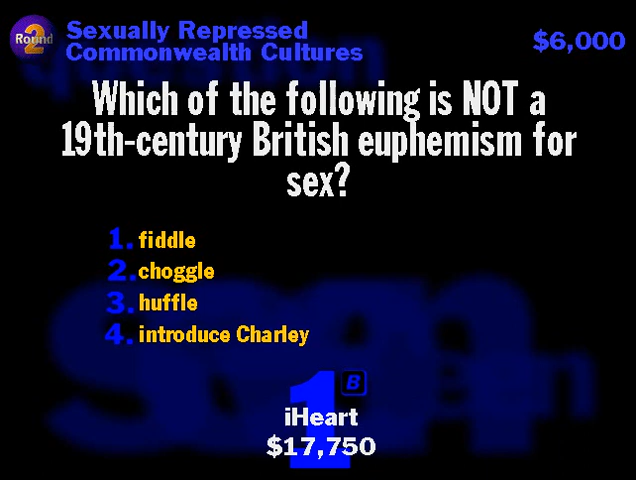 Round 2
Sexually Repressed
Commonwealth Cultures
$6,000
Which of the following is NOT a
19th-century British euphemism for
sex?
1. fiddle
2. choggle
3. huffle
4. introduce Charley
1 B
iHeart
$17,750